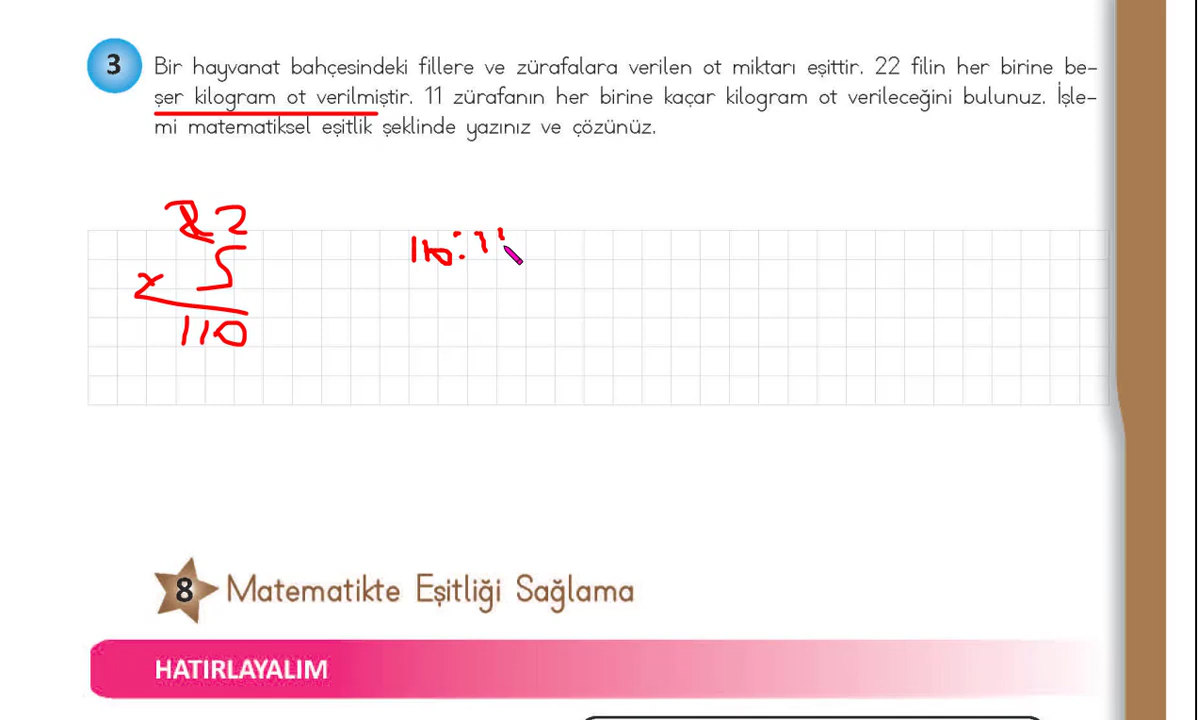 3 Bir hayvanat bahçesindeki fillere ve zürafalara verilen ot miktarı eşittir. 22 filin her birine be-
şer kilogram ot verilmiştir. 11 zürafanın her birine kaçar kilogram ot verileceğini bulunuz. İşle-
mi matematiksel eşitlik şeklinde yazınız ve çözünüz.
22
x 5
110
110:11
8 Matematikte Eşitliği Sağlama
HATIRLAYALIM